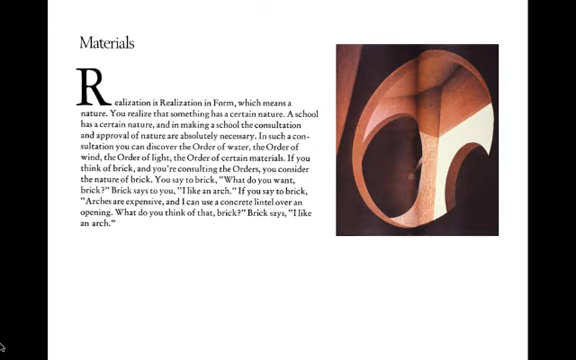 Materials
Realization is Realization in Form, which means a
nature. You realize that something has a certain nature. A school
has a certain nature, and in making a school the consultation
and approval of nature are absolutely necessary. In such a con-
sultation you can discover the Order of water, the Order of
wind, the Order of light, the Order of certain materials. If you
think of brick, and you're consulting the Orders, you consider
the nature of brick. You say to brick, "What do you want,
brick?" Brick says to you, "I like an arch." If you say to brick,
"Arches are expensive, and I can use a concrete lintel over an
opening. What do you think of that, brick?" Brick says, "I like
an arch."